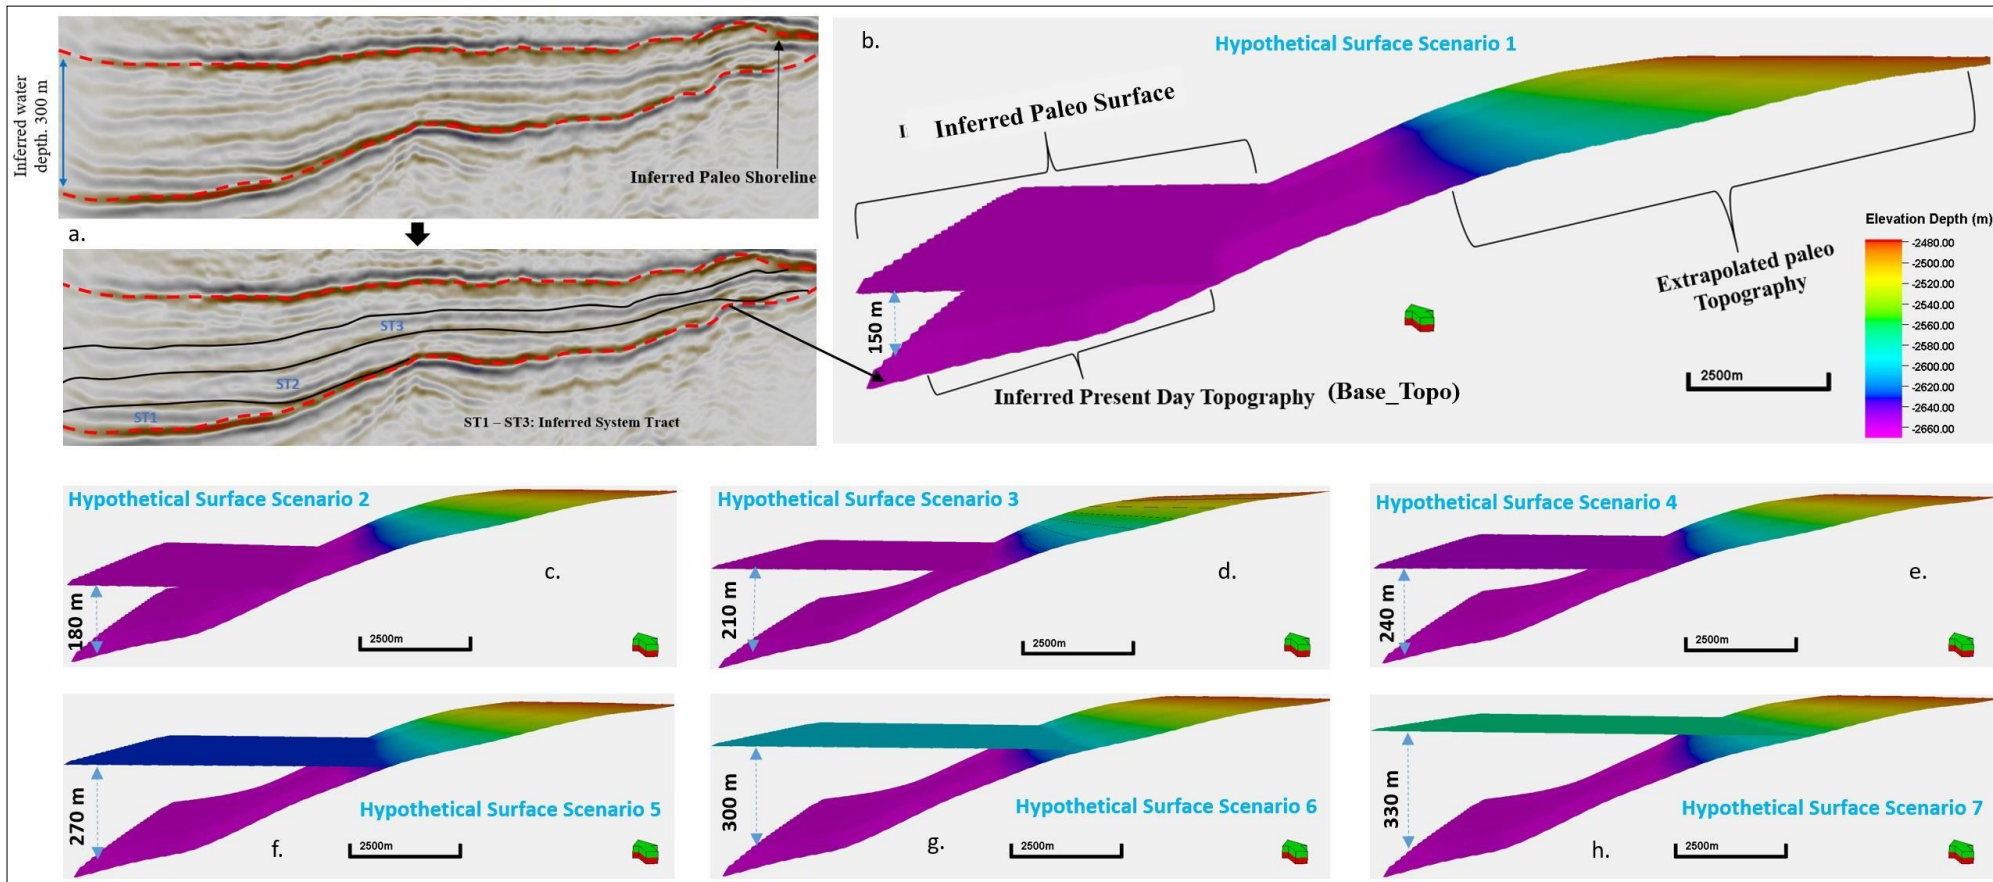 Inferred water
depth. 300 m
Inferred Paleo Shoreline
a.
ST3
ST2
ST1
ST1 – ST3: Inferred System Tract
b.
Hypothetical Surface Scenario 1
Inferred Paleo Surface
150 m
Inferred Present Day Topography (Base_Topo)
Extrapolated paleo
Topography
2500m
Elevation Depth (m)
-2480.00
-2500.00
-2520.00
-2540.00
-2560.00
-2580.00
-2600.00
-2620.00
-2640.00
-2660.00
Hypothetical Surface Scenario 2
180 m
c.
2500m
Hypothetical Surface Scenario 3
210 m
d.
2500m
Hypothetical Surface Scenario 4
240 m
e.
2500m
270 m
Hypothetical Surface Scenario 5
f.
2500m
300 m
Hypothetical Surface Scenario 6
g.
2500m
330 m
Hypothetical Surface Scenario 7
h.
2500m